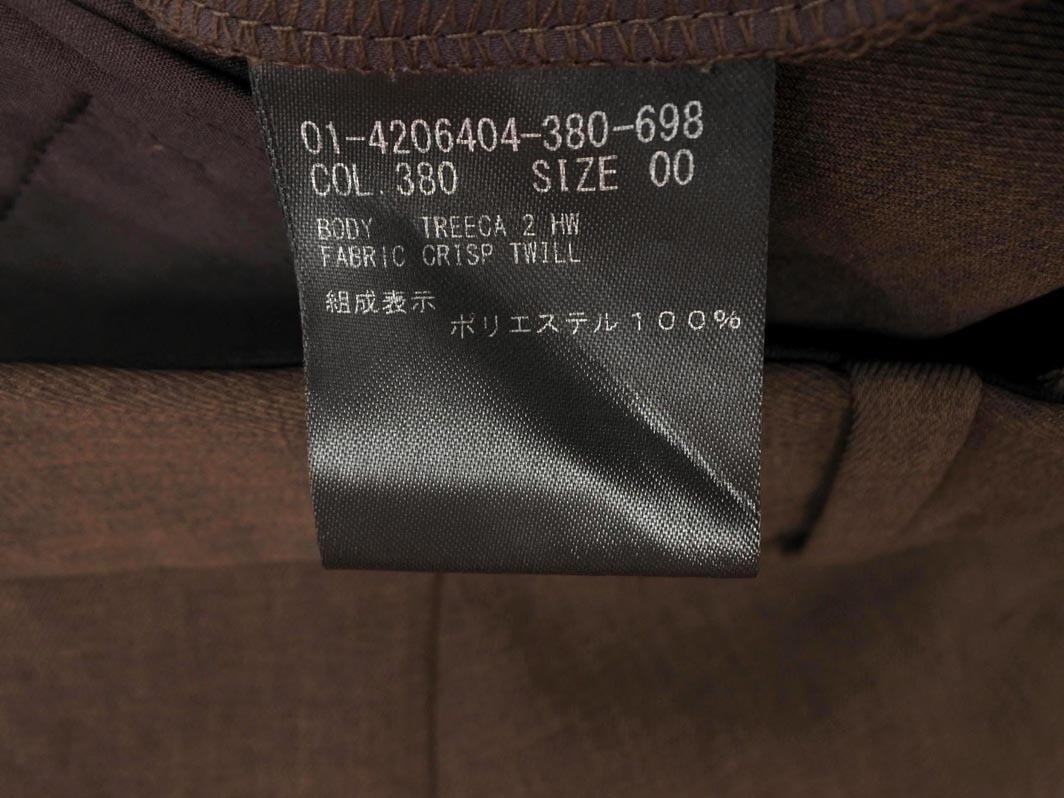 01-4206404-380-698
COL. 380 SIZE 00
BODY TREECA 2 HW
FABRIC CRISP TWILL
組成表示
ポリエステル100%